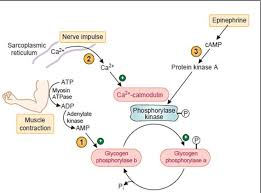 Epinephrine
Nerve impulse
Sarcoplasmic
reticulum
Ca2+
2
Ca2+
cAMP
3
Protein kinase A
Ca2+-calmodulin
Phosphorylase
kinase
P
ATP
Myosin
ATPase
ADP
Adenylate
kinase
AMP
Muscle
contraction
1
Glycogen
phosphorylase b
Glycogen
phosphorylase a
P
Pi